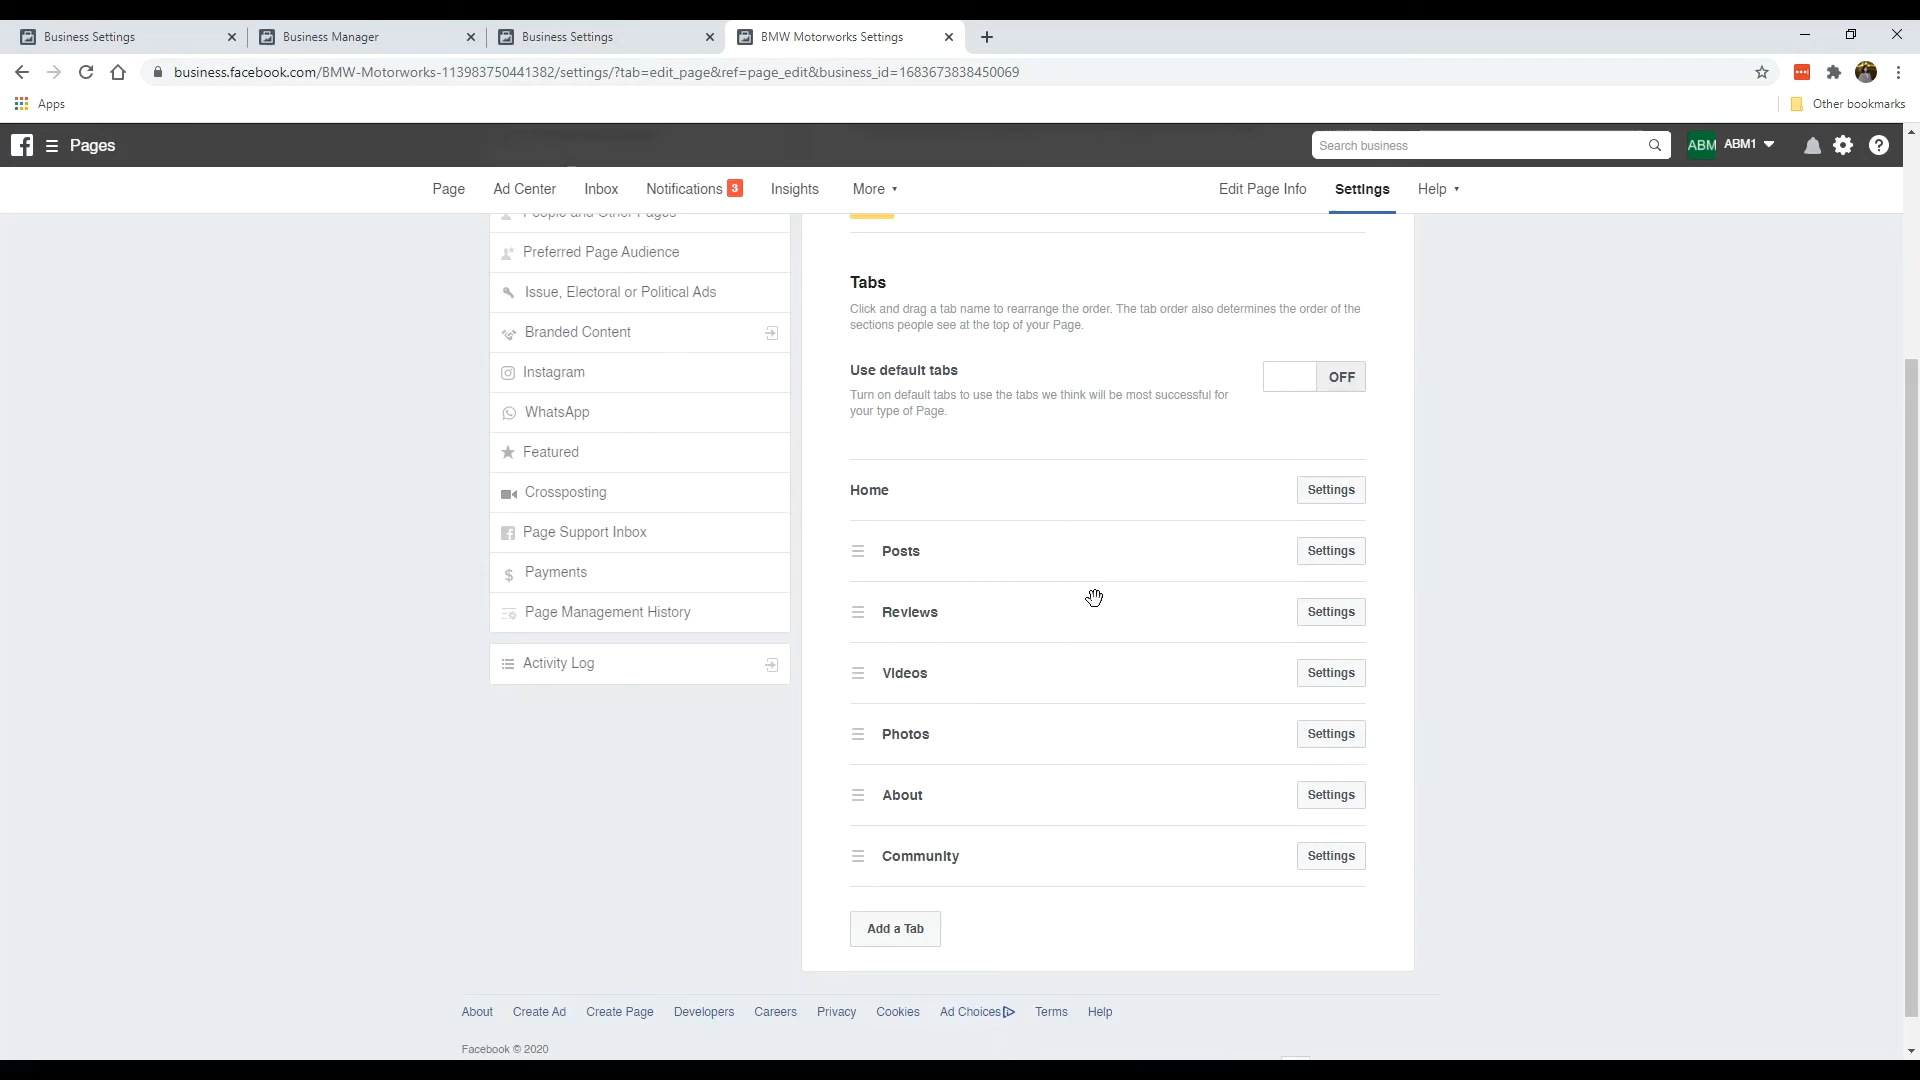 Business Settings
Business Manager
Business Settings
BMW Motorworks Settings
business.facebook.com/BMW-Motorworks-113983750441382/settings/?tab=edit_page&ref=page_edit&business_id=1683673838450069
Apps
Other bookmarks
Pages
Search business
ABM
ABM1
Page
Ad Center
Inbox
Notifications 3
Insights
More
Edit Page Info
Settings
Help
People and Other Pages
Preferred Page Audience
Issue, Electoral or Political Ads
Branded Content
Instagram
WhatsApp
Featured
Crossposting
Page Support Inbox
Payments
Page Management History
Activity Log
Tabs
Click and drag a tab name to rearrange the order. The tab order also determines the order of the
sections people see at the top of your Page.
Use default tabs
OFF
Turn on default tabs to use the tabs we think will be most successful for
your type of Page.
Home
Settings
Posts
Settings
Reviews
Settings
Videos
Settings
Photos
Settings
About
Settings
Community
Settings
Add a Tab
About
Create Ad
Create Page
Developers
Careers
Privacy
Cookies
Ad Choices
Terms
Help
Facebook © 2020